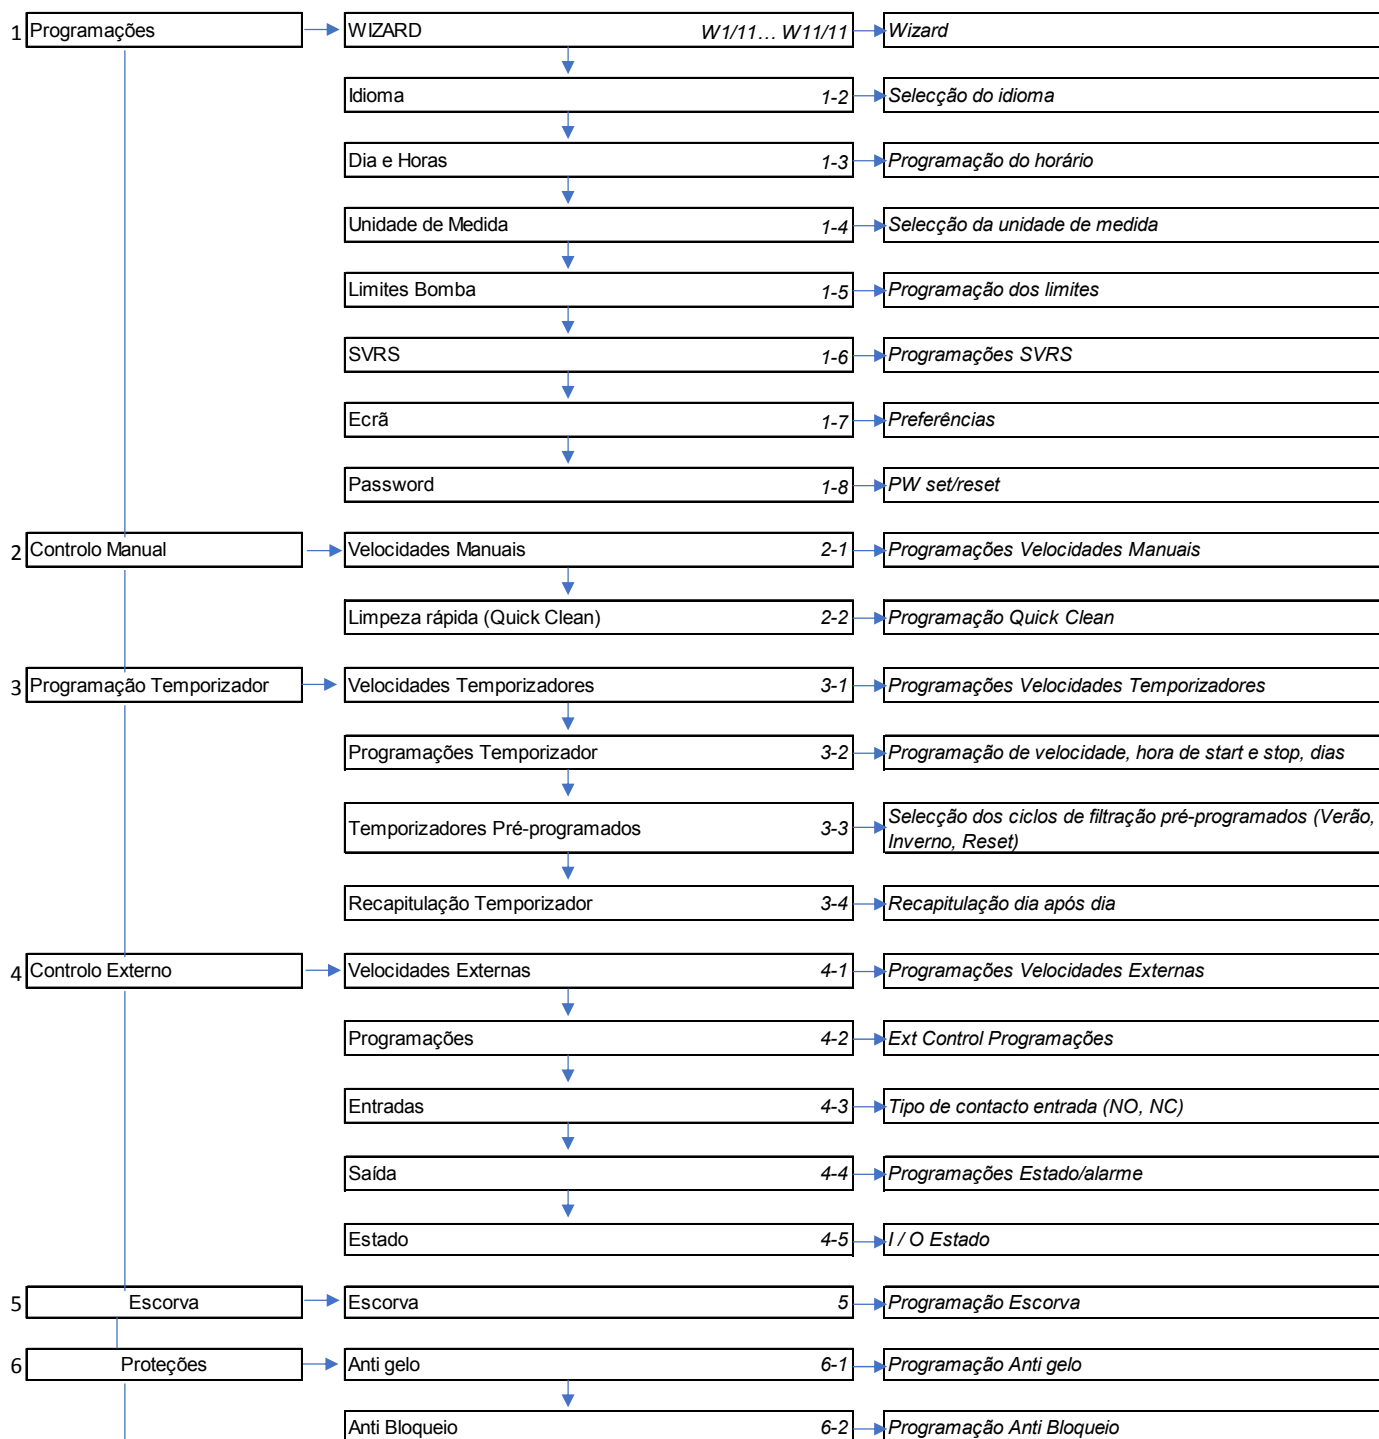 1 Programações WIZARD W1/11… W11/11 Wizard
Idioma 1-2 Selecção do idioma
Dia e Horas 1-3 Programação do horário
Unidade de Medida 1-4 Selecção da unidade de medida
Limites Bomba 1-5 Programação dos limites
SVRS 1-6 Programações SVRS
Ecrã 1-7 Preferências
Password 1-8 PW set/reset
2 Controlo Manual Velocidades Manuais 2-1 Programações Velocidades Manuais
Limpeza rápida (Quick Clean) 2-2 Programação Quick Clean
3 Programação Temporizador Velocidades Temporizadores 3-1 Programações Velocidades Temporizadores
Programações Temporizador 3-2 Programação de velocidade, hora de start e stop, dias
Temporizadores Pré-programados 3-3 Selecção dos ciclos de filtração pré-programados (Verão,
Inverno, Reset)
Recapitulação Temporizador 3-4 Recapitulação dia após dia
4 Controlo Externo Velocidades Externas 4-1 Programações Velocidades Externas
Programações 4-2 Ext Control Programações
Entradas 4-3 Tipo de contacto entrada (NO, NC)
Saída 4-4 Programações Estado/alarme
Estado 4-5 I / O Estado
5 Escorva Escorva 5 Programação Escorva
6 Proteções Anti gelo 6-1 Programação Anti gelo
Anti Bloqueio 6-2 Programação Anti Bloqueio